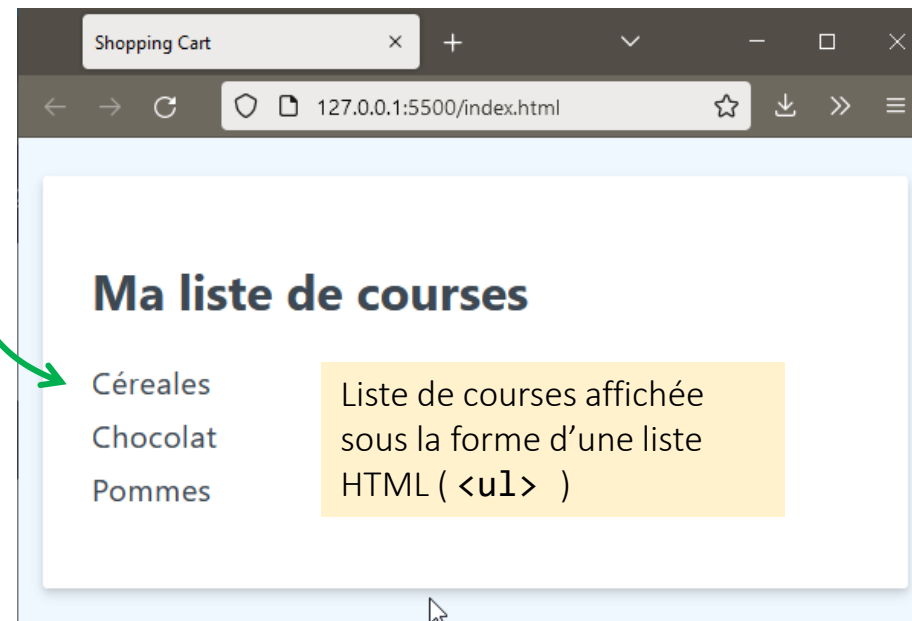 Shopping Cart
127.0.0.1:5500/index.html
Ma liste de courses
Céreales
Chocolat
Pommes
Liste de courses affichée
sous la forme d’une liste
HTML ( <ul> )